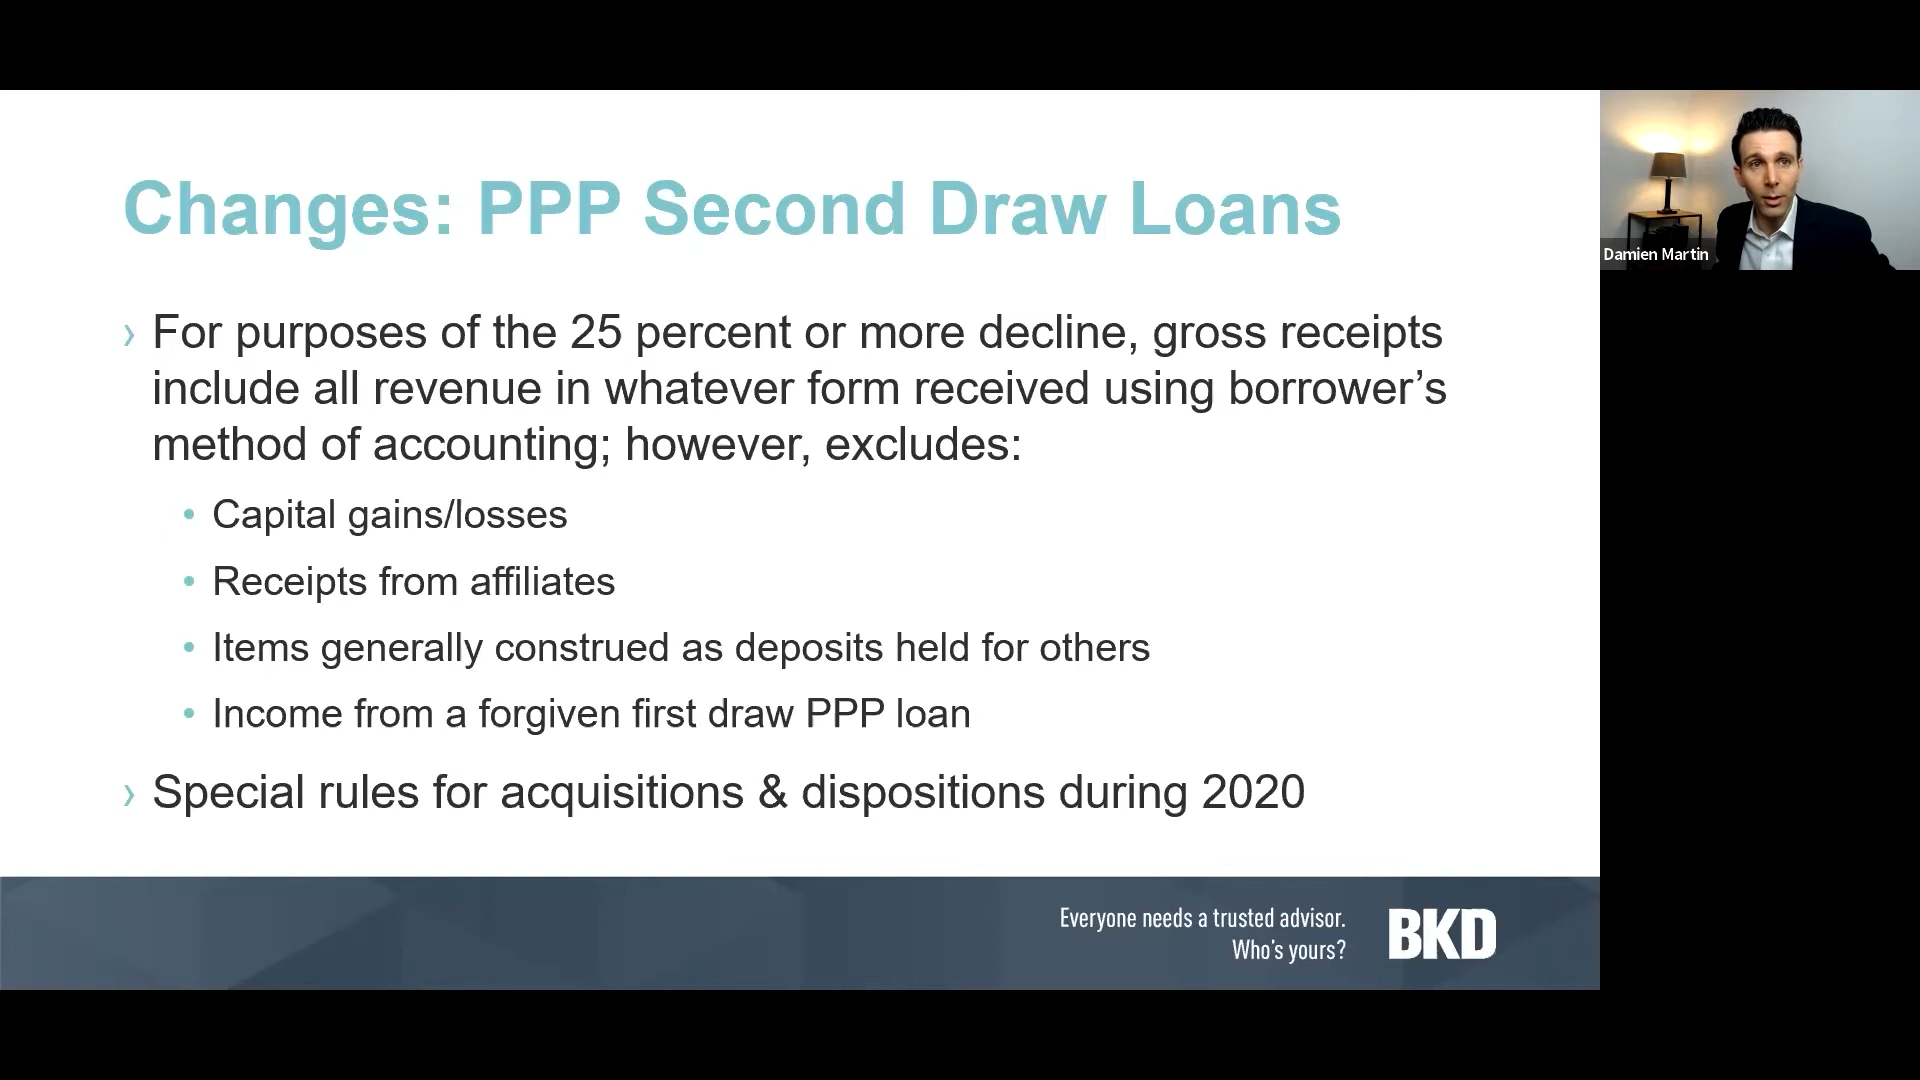 Changes: PPP Second Draw Loans
› For purposes of the 25 percent or more decline, gross receipts
include all revenue in whatever form received using borrower’s
method of accounting; however, excludes:
• Capital gains/losses
• Receipts from affiliates
• Items generally construed as deposits held for others
• Income from a forgiven first draw PPP loan
› Special rules for acquisitions & dispositions during 2020
Everyone needs a trusted advisor.
Who’s yours?
BKD
Damien Martin